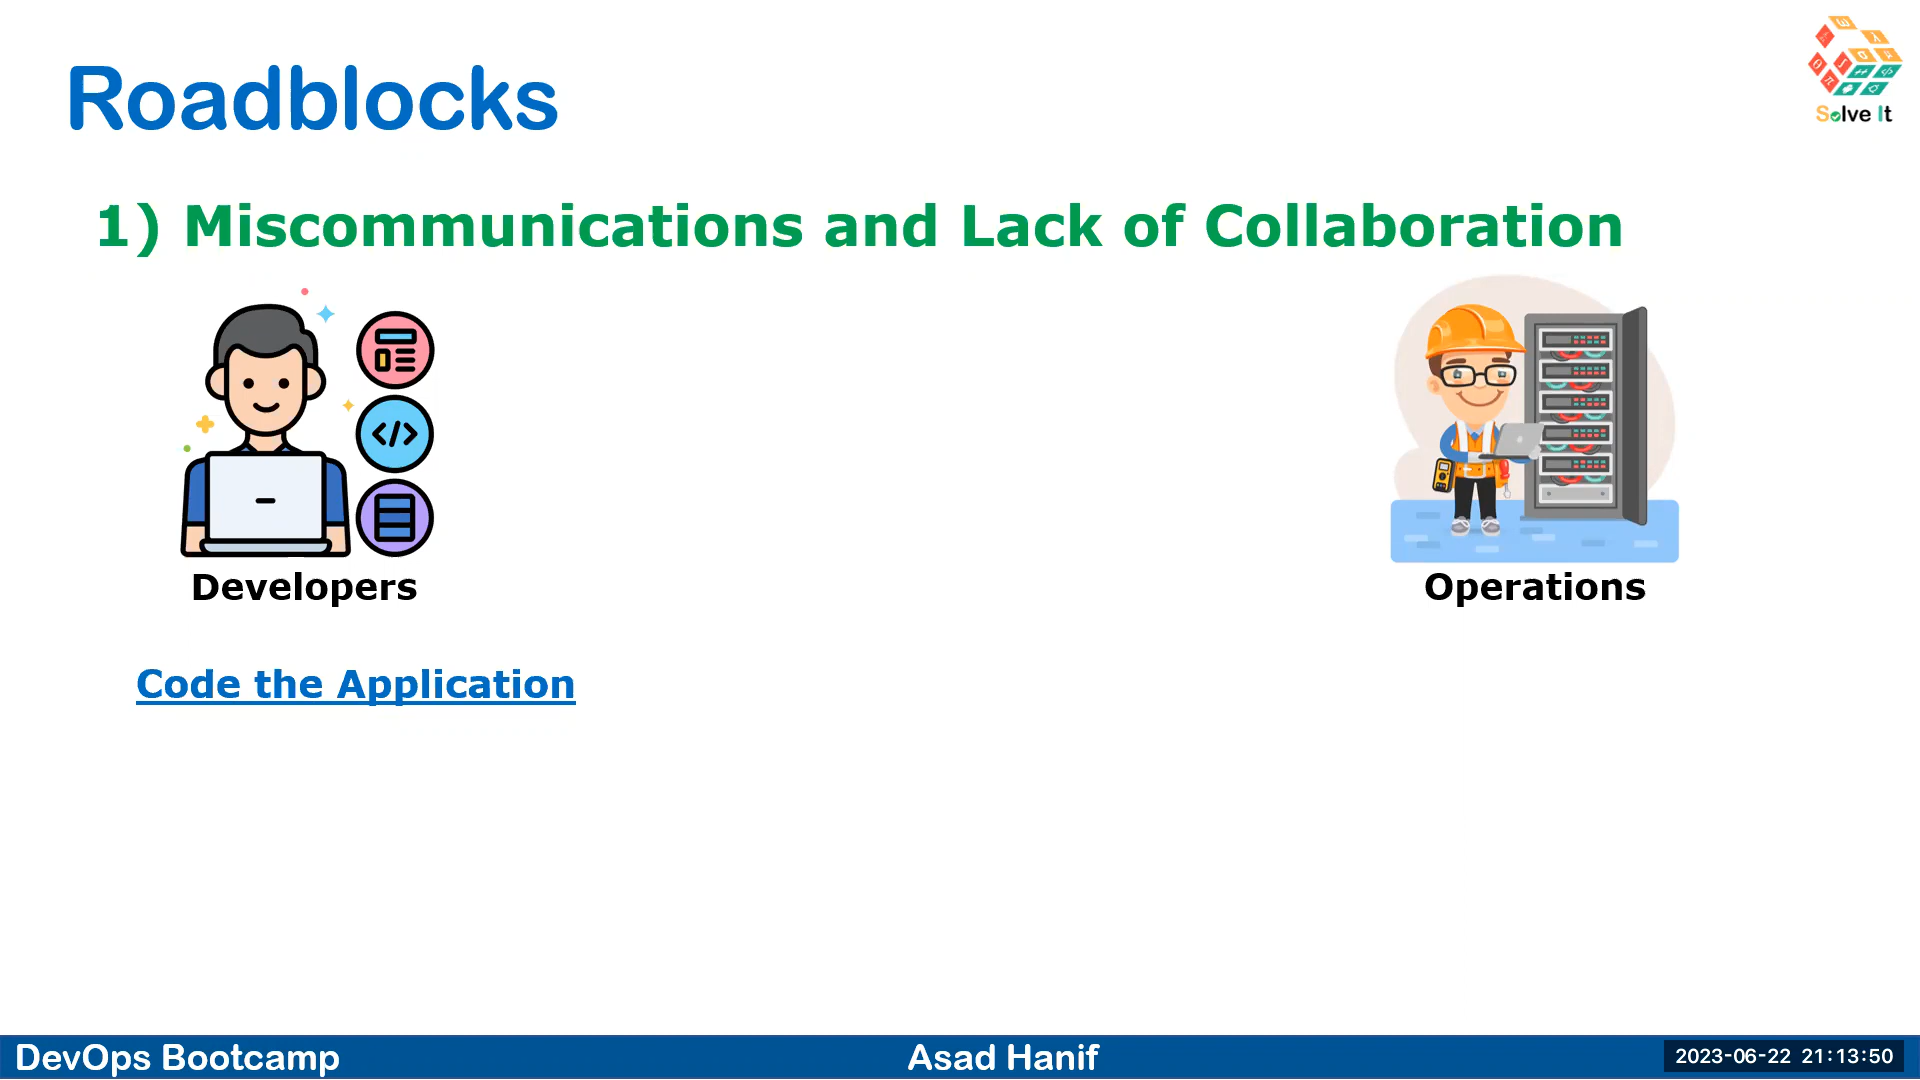 Solve It
Roadblocks
1) Miscommunications and Lack of Collaboration
</>
Developers
Operations
Code the Application
DevOps Bootcamp
Asad Hanif
2023-06-22 21:13:50